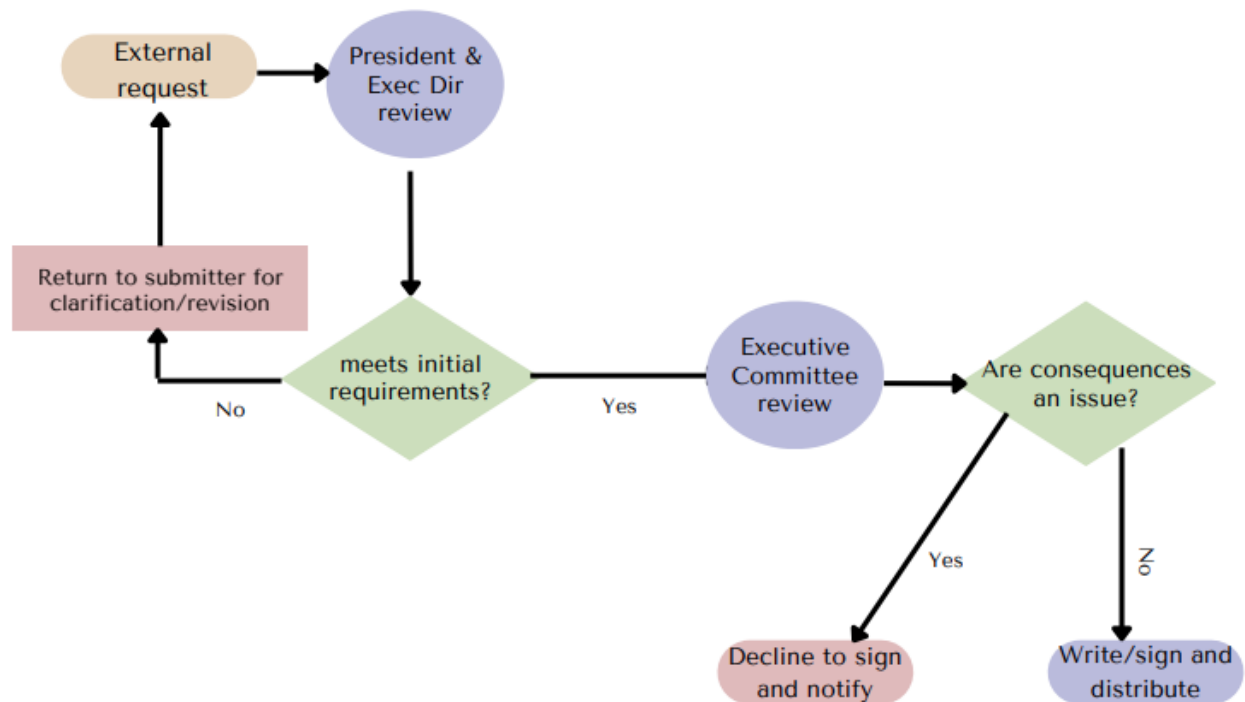 External
request
President &
Exec Dir
review
Return to submitter for
clarification/revision
meets initial
requirements?
No
Yes
Executive
Committee
review
Are consequences
an issue?
Yes
No
Decline to sign
and notify
Write/sign and
distribute